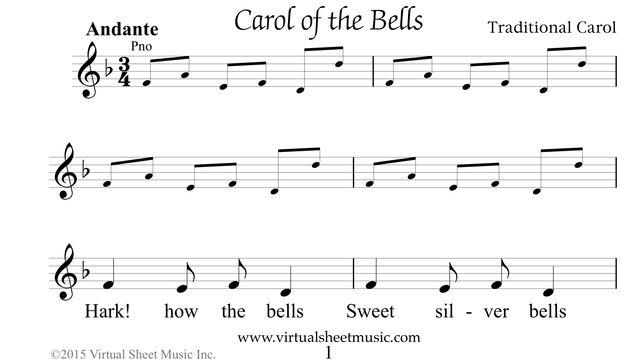 Carol of the Bells
Andante
Traditional Carol
Pno
3
4
Hark! how the bells Sweet sil - ver bells
www.virtualsheetmusic.com
©2015 Virtual Sheet Music Inc.
1